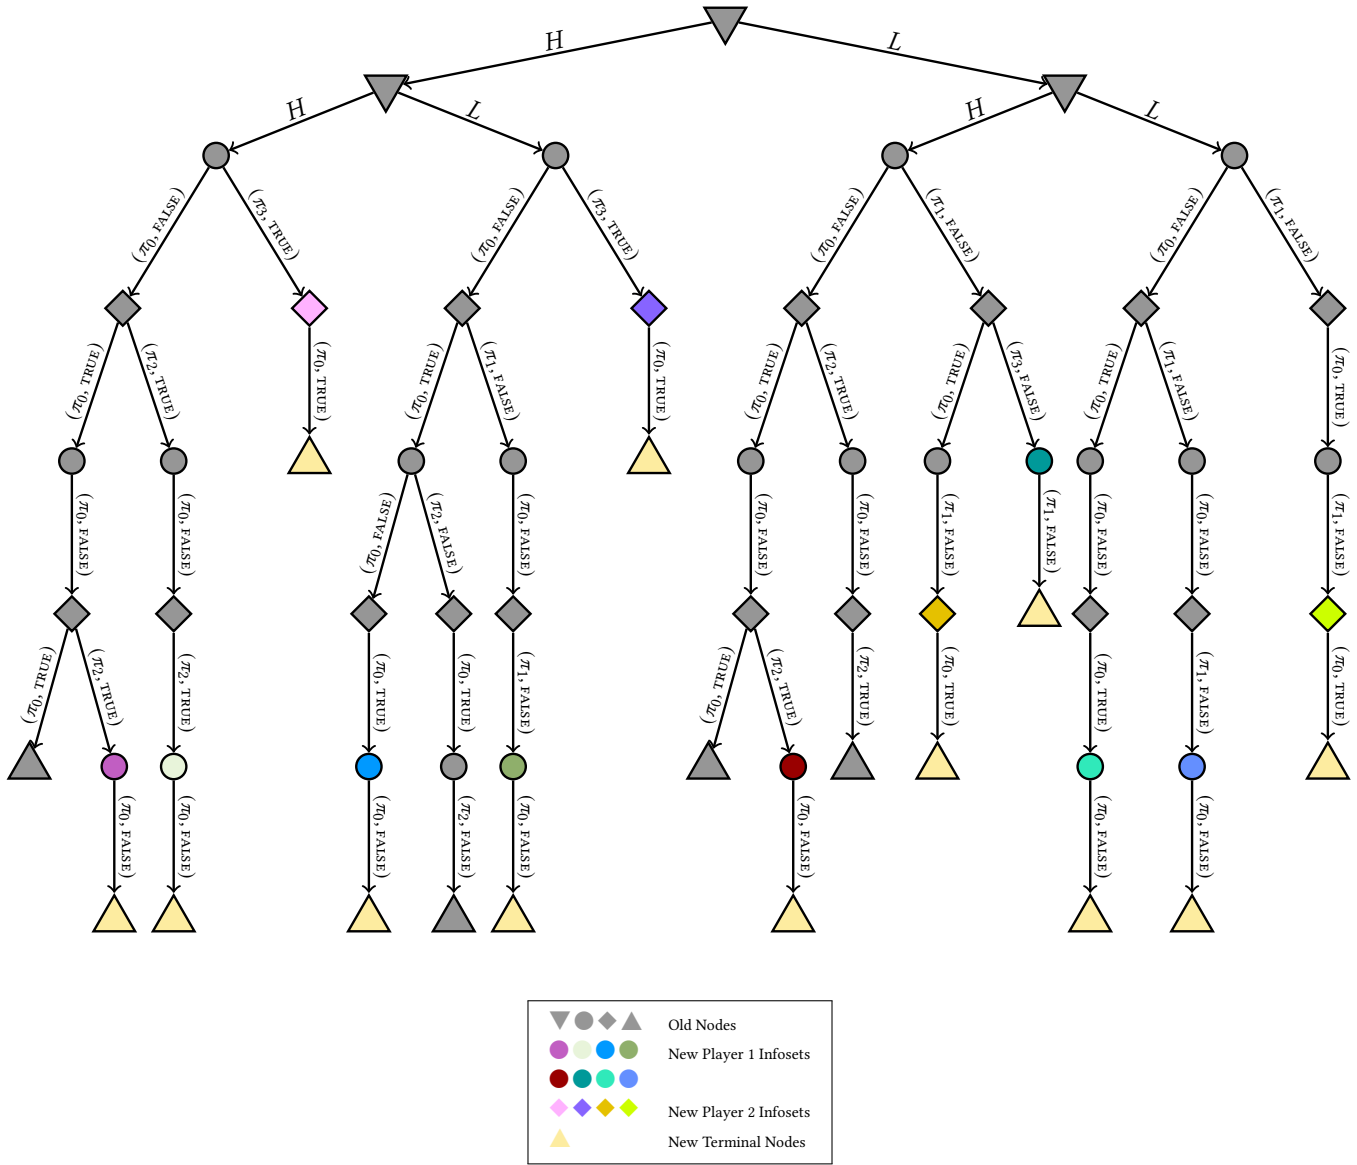 H
L
H
L
H
L
(π0, FALSE)
(π3, TRUE)
(π0, FALSE)
(π3, TRUE)
(π0, FALSE)
(π1, FALSE)
(π0, FALSE)
(π1, FALSE)
(π0, TRUE)
(π2, TRUE)
(π0, TRUE)
(π0, TRUE)
(π1, FALSE)
(π0, TRUE)
(π0, TRUE)
(π2, TRUE)
(π0, TRUE)
(π3, FALSE)
(π0, TRUE)
(π1, FALSE)
(π0, TRUE)
(π0, FALSE)
(π0, FALSE)
(π0, FALSE)
(π2, FALSE)
(π0, FALSE)
(π0, FALSE)
(π0, FALSE)
(π1, FALSE)
(π1, FALSE)
(π0, FALSE)
(π0, FALSE)
(π1, FALSE)
(π0, TRUE)
(π2, TRUE)
(π2, TRUE)
(π0, TRUE)
(π0, TRUE)
(π1, FALSE)
(π0, TRUE)
(π2, TRUE)
(π2, TRUE)
(π0, TRUE)
(π0, TRUE)
(π1, FALSE)
(π0, TRUE)
(π0, FALSE)
(π0, FALSE)
(π0, FALSE)
(π2, FALSE)
(π0, FALSE)
(π0, FALSE)
(π0, FALSE)
(π0, FALSE)
Old Nodes
New Player 1 Infosets
New Player 2 Infosets
New Terminal Nodes